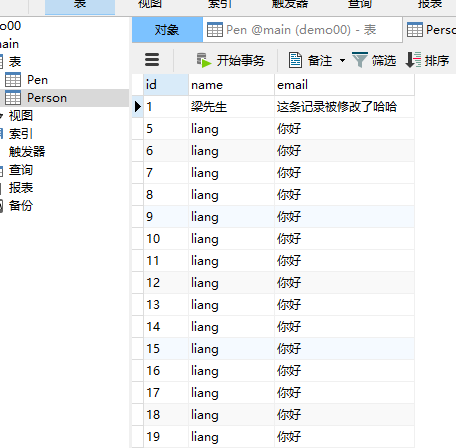 表 视图 索引 触发器 查询 报表
o00 对象 Pen @main (demo00) - 表 Perso
main 开始事务 备注 筛选 排序
表
Pen
Person
视图
索引
触发器
查询
报表
备份
id name email
1 梁先生 这条记录被修改了哈哈
5 liang 你好
6 liang 你好
7 liang 你好
8 liang 你好
9 liang 你好
10 liang 你好
11 liang 你好
12 liang 你好
13 liang 你好
14 liang 你好
15 liang 你好
16 liang 你好
17 liang 你好
18 liang 你好
19 liang 你好